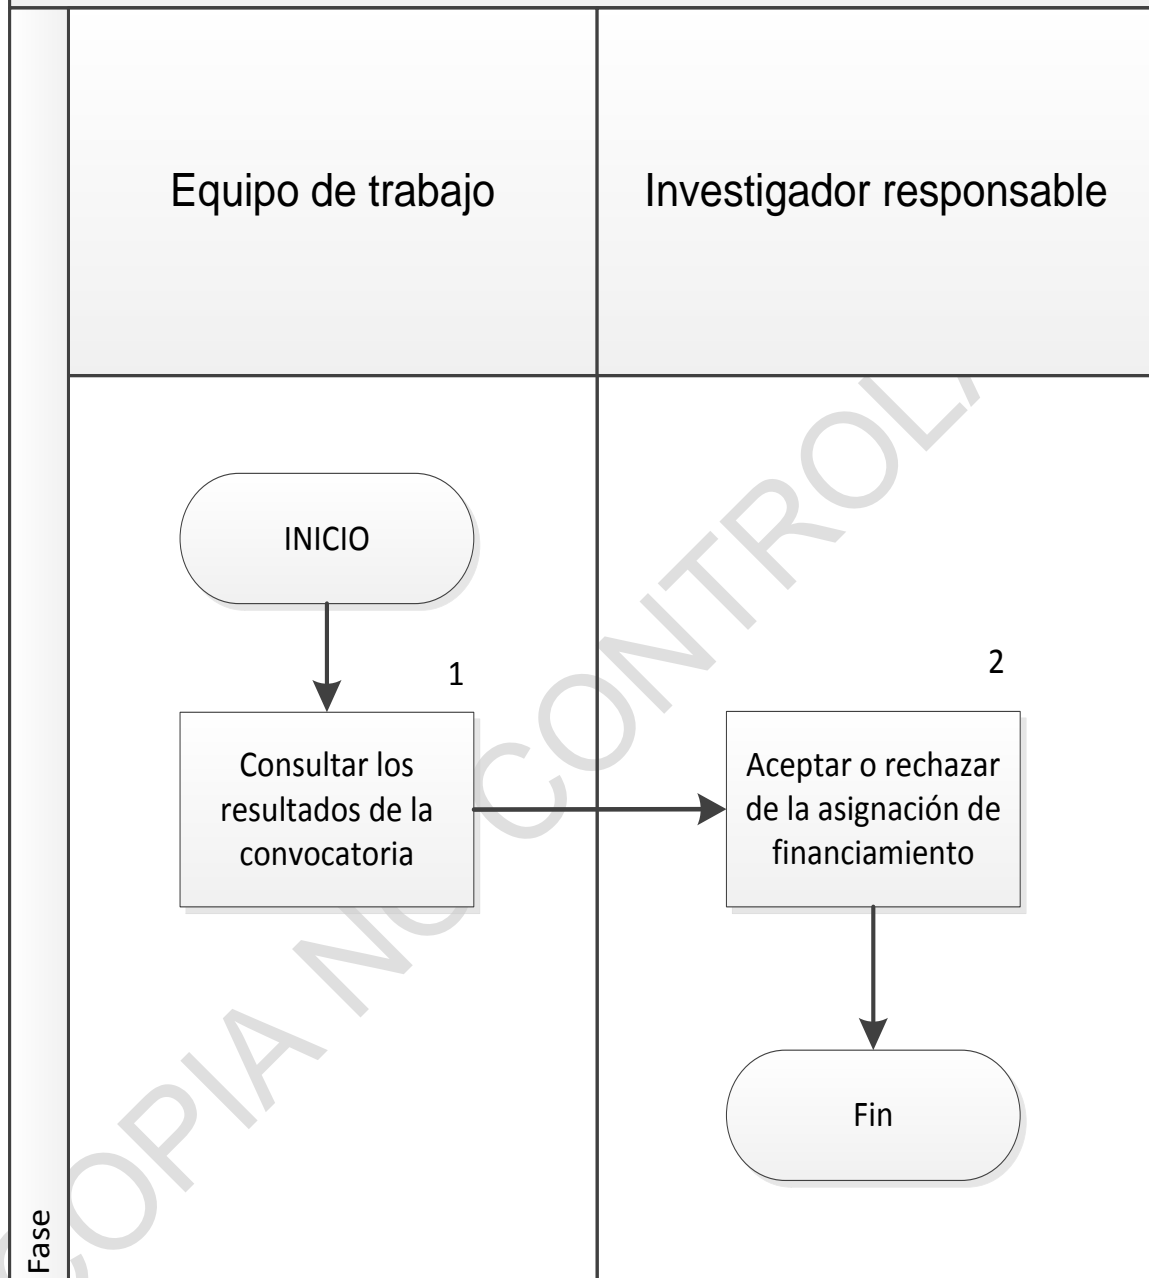 Equipo de trabajo
Investigador responsable
INICIO
1
Consultar los
resultados de la
convocatoria
2
Aceptar o rechazar
de la asignación de
financiamiento
Fin
Fase
COPIA NO CONTROLA